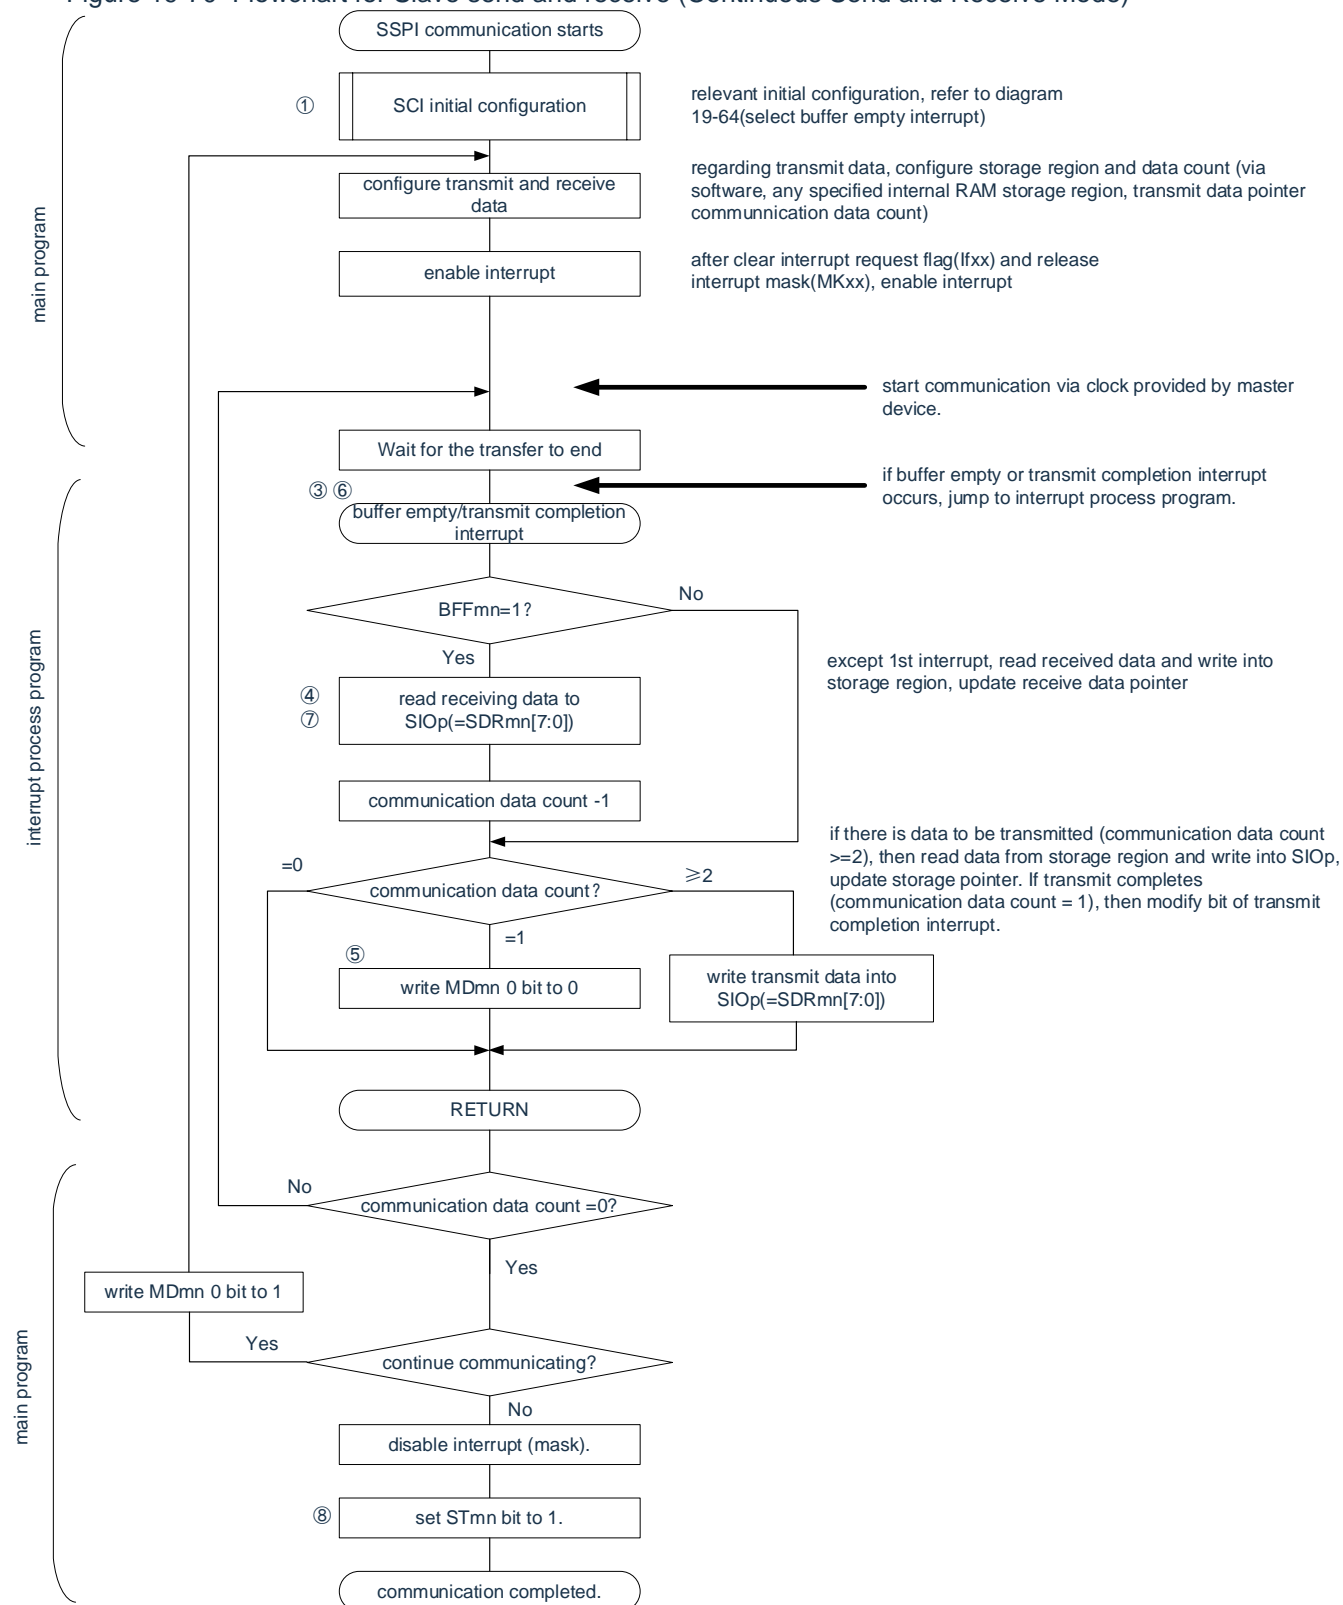 SSPI communication starts
①
SCI initial configuration
relevant initial configuration, refer to diagram
19-64(select buffer empty interrupt)
configure transmit and receive
data
regarding transmit data, configure storage region and data count (via
software, any specified internal RAM storage region, transmit data pointer
communnication data count)
main program
enable interrupt
after clear interrupt request flag(Ifxx) and release
interrupt mask(MKxx), enable interrupt
start communication via clock provided by master
device.
Wait for the transfer to end
③ ⑥
if buffer empty or transmit completion interrupt
occurs, jump to interrupt process program.
buffer empty/transmit completion
interrupt
BFFmn=1?
No
Yes
interrupt process program
except 1st interrupt, read received data and write into
storage region, update receive data pointer
④
⑦
read receiving data to
SIOp(=SDRmn[7:0])
communication data count -1
if there is data to be transmitted (communication data count
>=2), then read data from storage region and write into SIOp,
update storage pointer. If transmit completes
(communication data count = 1), then modify bit of transmit
completion interrupt.
=0
communication data count?
≥2
=1
⑤
write MDmn 0 bit to 0
write transmit data into
SIOp(=SDRmn[7:0])
RETURN
No
communication data count =0?
Yes
write MDmn 0 bit to 1
Yes
continue communicating?
main program
No
disable interrupt (mask).
⑧
set STmn bit to 1.
communication completed.